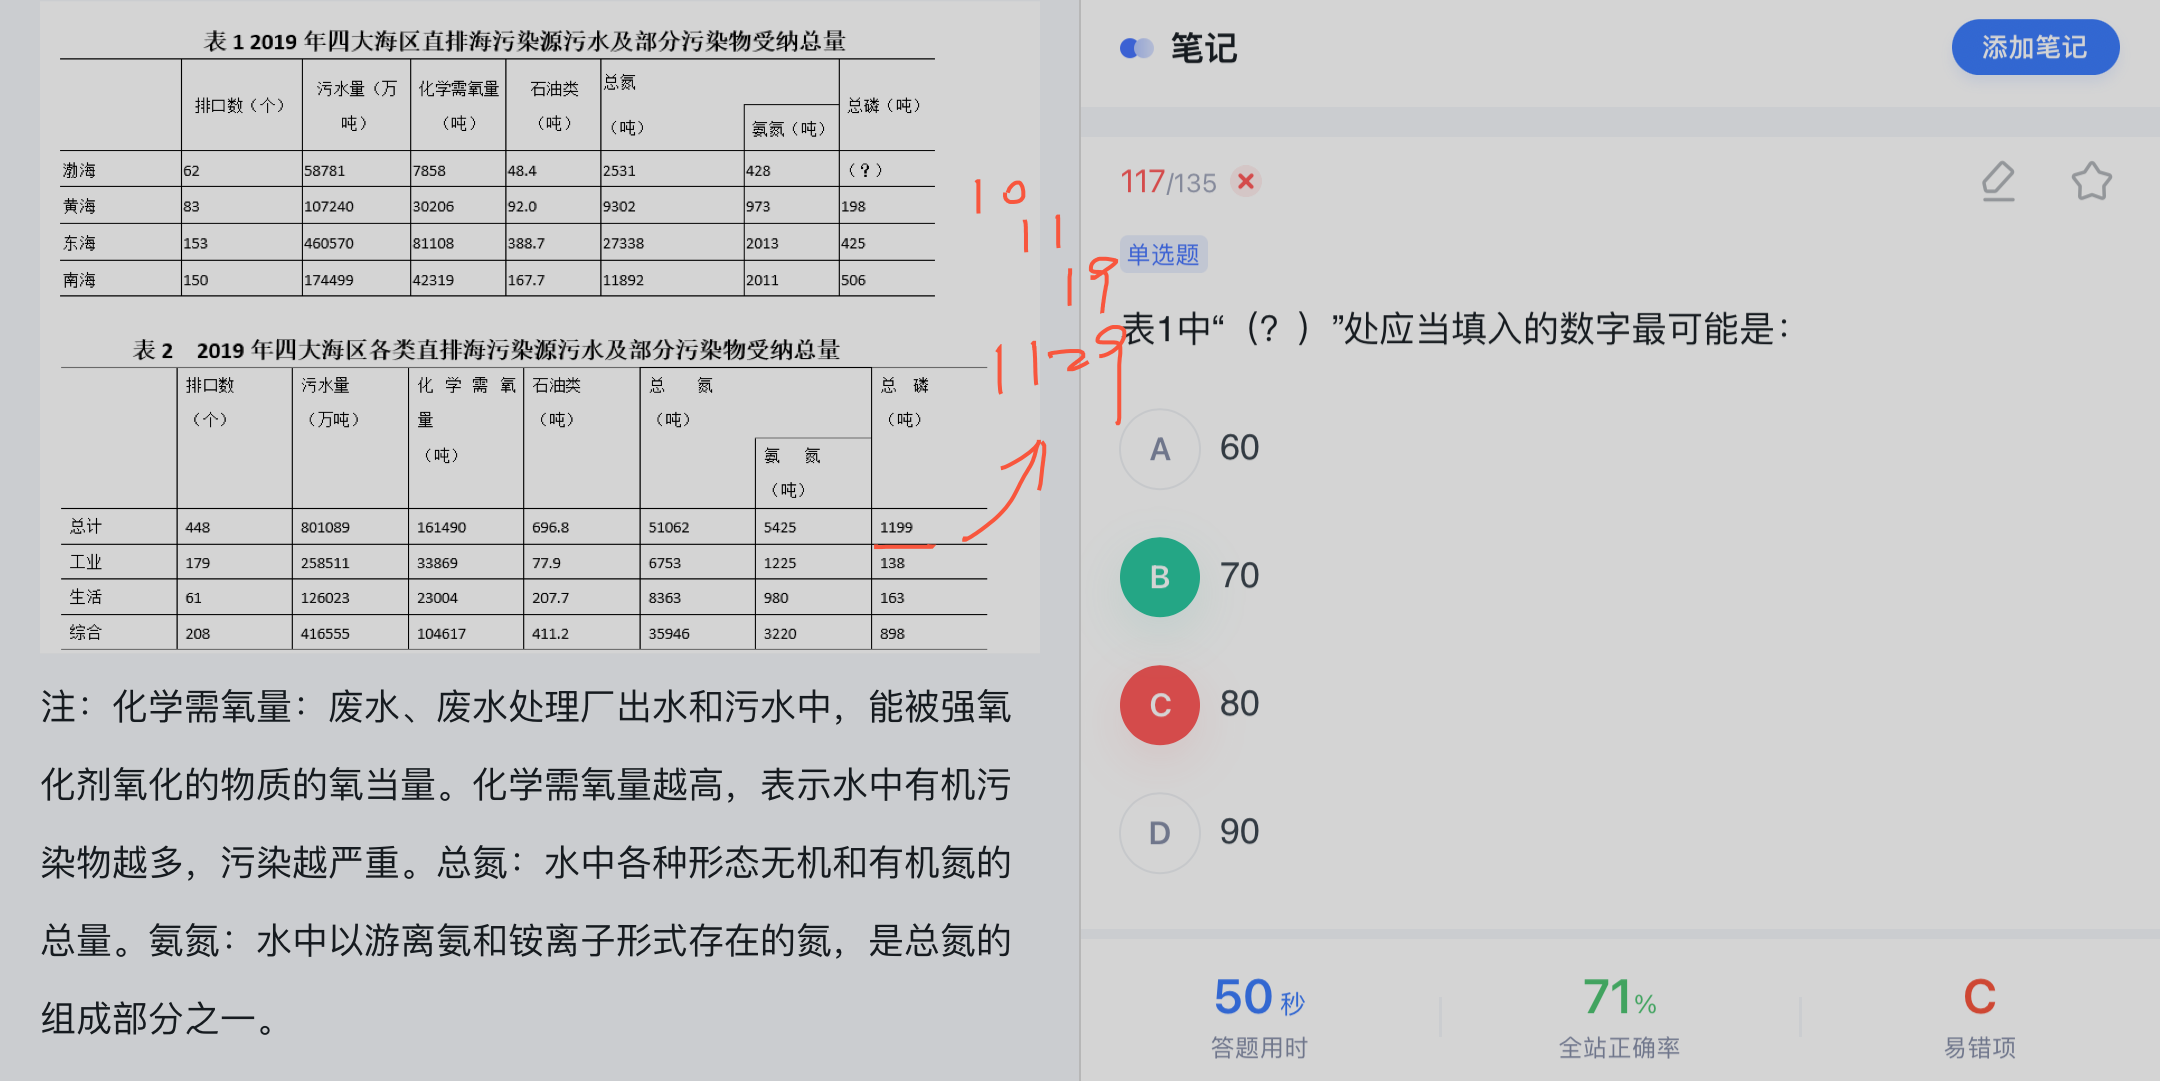 表 1 2019 年四大海区直排海污染源污水及部分污染物受纳总量
排口数（个） 污水量（万吨） 化学需氧量（吨） 石油类（吨） 总氮（吨） 氨氮（吨） 总磷（吨）
渤海 62 58781 7858 48.4 2531 428 （？）
黄海 83 107240 30206 92.0 9302 973 198
东海 153 460570 81108 388.7 27338 2013 425
南海 150 174499 42319 167.7 11892 2011 506
10
11
19
1129
表 2 2019 年四大海区各类直排海污染源污水及部分污染物受纳总量
排口数（个） 污水量（万吨） 化学需氧量（吨） 石油类（吨） 总氮（吨） 氨氮（吨） 总磷（吨）
总计 448 801089 161490 696.8 51062 5425 1199
工业 179 258511 33869 77.9 6753 1225 138
生活 61 126023 23004 207.7 8363 980 163
综合 208 416555 104617 411.2 35946 3220 898
注：化学需氧量：废水、废水处理厂出水和污水中，能被强氧
化剂氧化的物质的氧当量。化学需氧量越高，表示水中有机污
染物越多，污染越严重。总氮：水中各种形态无机和有机氮的
总量。氨氮：水中以游离氨和铵离子形式存在的氮，是总氮的
组成部分之一。
笔记
添加笔记
117/135
单选题
表1中“（？）”处应当填入的数字最可能是：
A 60
B 70
C 80
D 90
50秒 71% C
答题用时 全站正确率 易错项